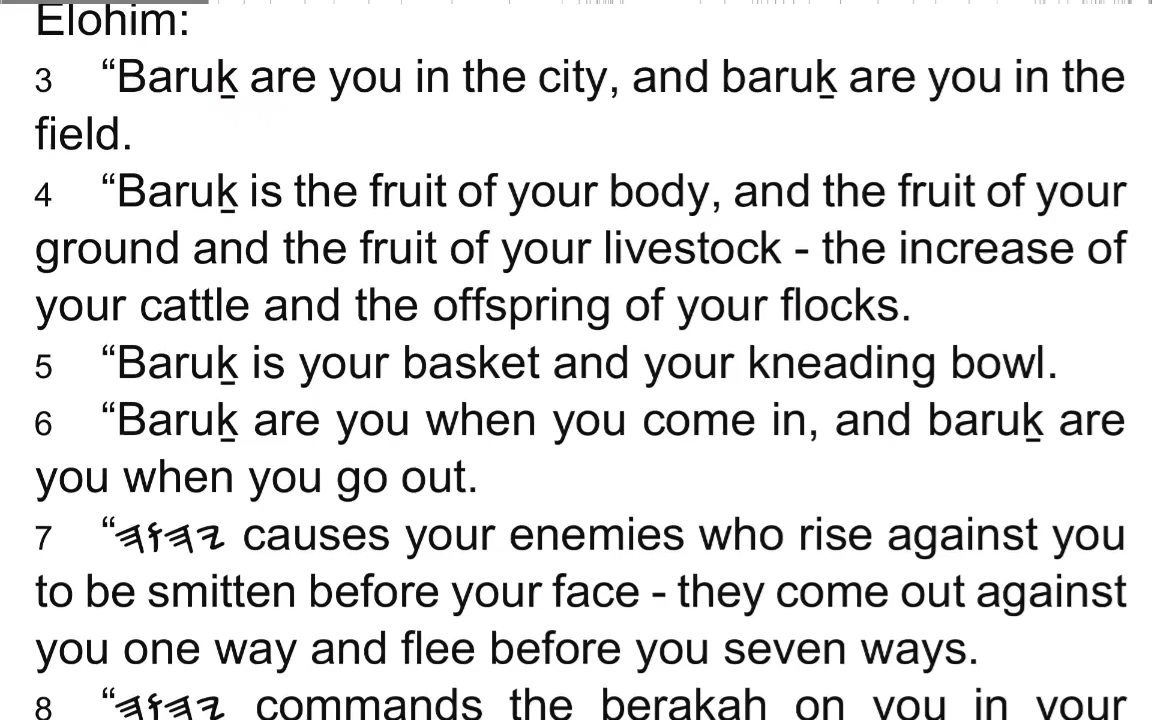 Elohim:
3 “Baruḵ are you in the city, and baruḵ are you in the
field.
4 “Baruḵ is the fruit of your body, and the fruit of your
ground and the fruit of your livestock - the increase of
your cattle and the offspring of your flocks.
5 “Baruḵ is your basket and your kneading bowl.
6 “Baruḵ are you when you come in, and baruḵ are
you when you go out.
7 “𐤉𐤄𐤅𐤄 causes your enemies who rise against you
to be smitten before your face - they come out against
you one way and flee before you seven ways.
8 “𐤉𐤄𐤅𐤄 commands the berakah on you in your